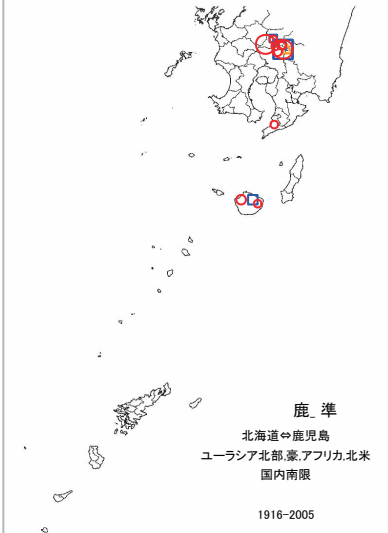 鹿_ 準
北海道⇔鹿児島
ユーラシア北部,豪,アフリカ,北米
国内南限
1916-2005